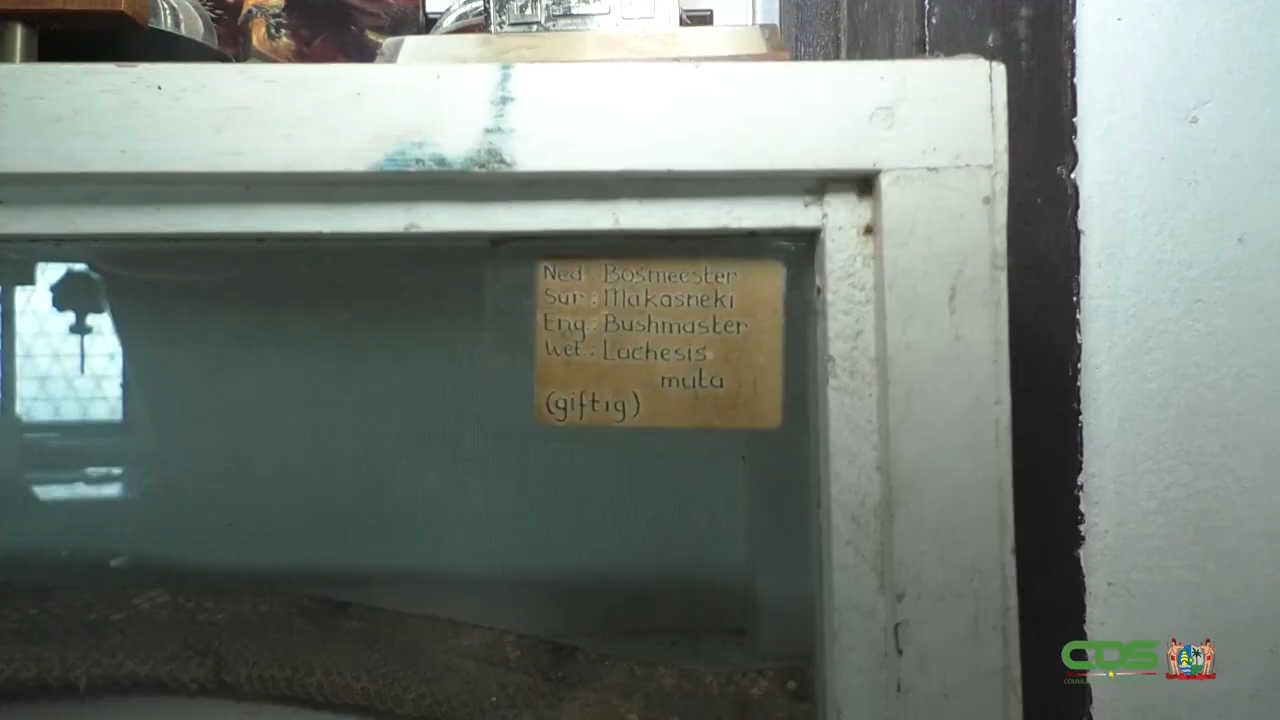 Ned: Bosmeester
Sur: Makasneki
Eng.: Bushmaster
Wet.: Lachesis
muta
(giftig)
CDS